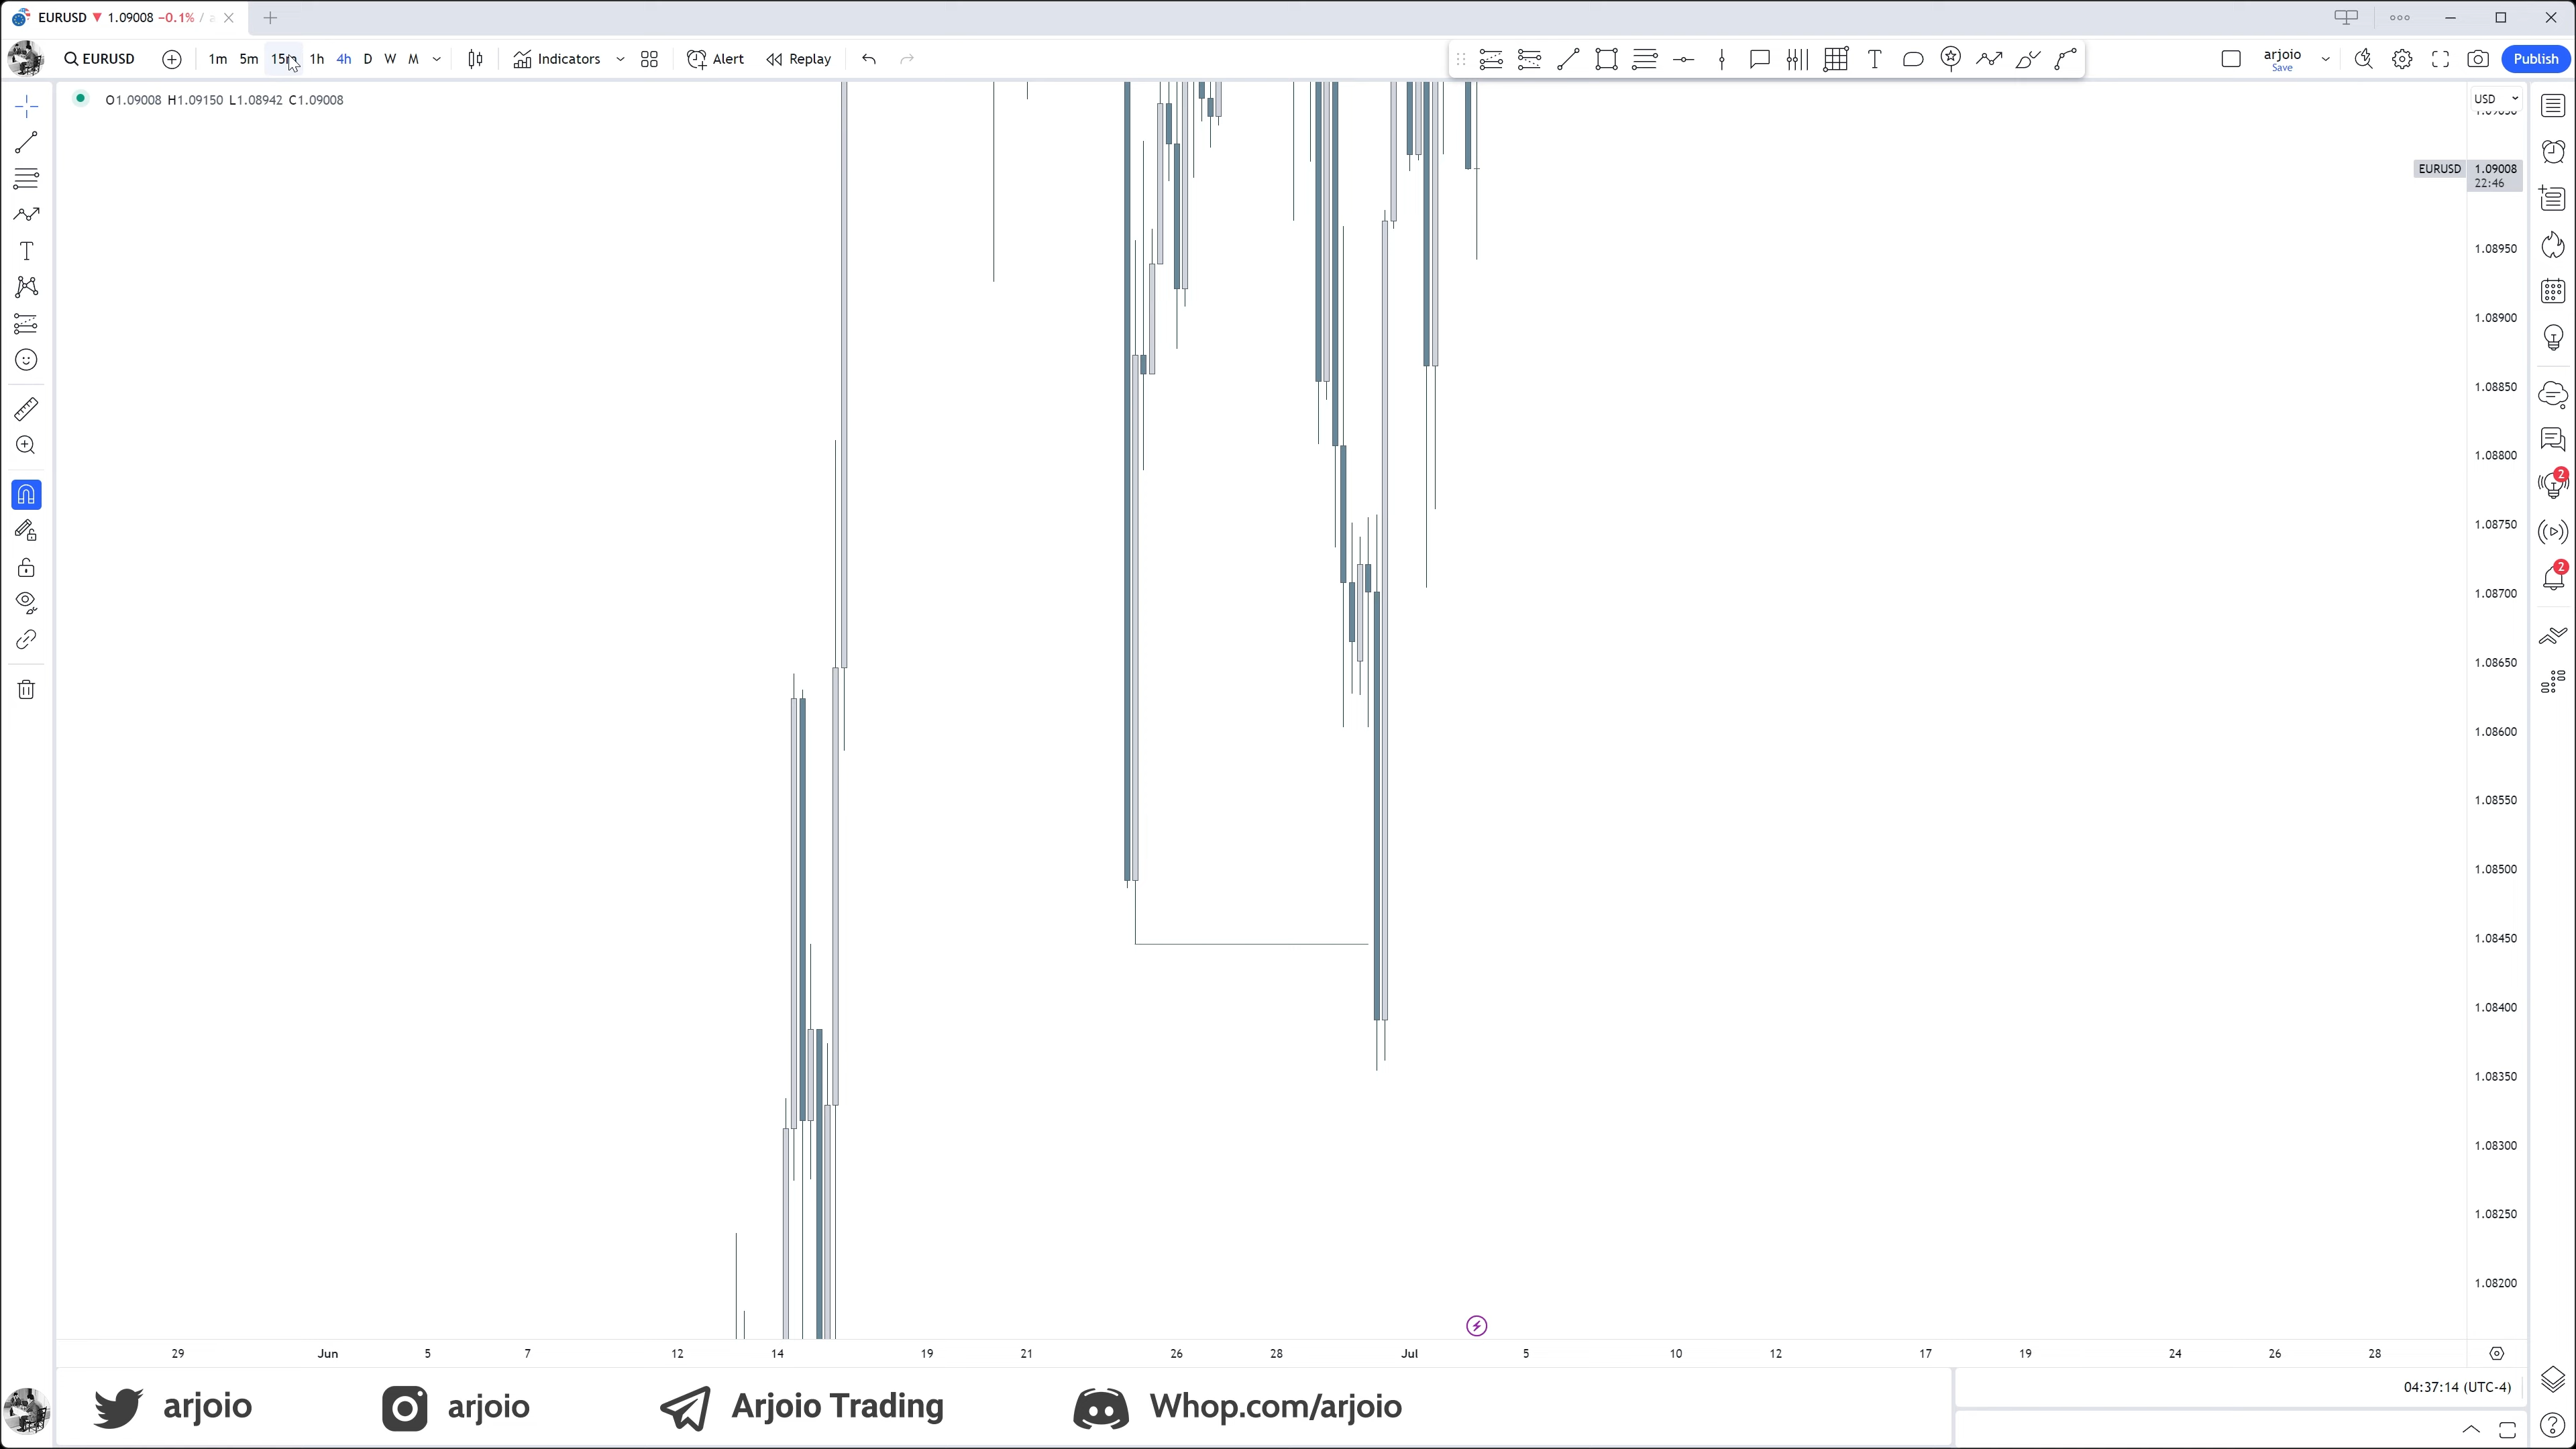 EURUSD ▼ 1.09008 −0.1% /
EURUSD 1m 5m 15m 1h 4h D W M Indicators Alert Replay arjoio Save Publish
O1.09008 H1.09150 L1.08942 C1.09008
USD
EURUSD 1.09008
22:46
1.08950
1.08900
1.08850
1.08800
1.08750
1.08700
1.08650
1.08600
1.08550
1.08500
1.08450
1.08400
1.08350
1.08300
1.08250
1.08200
2
2
29 Jun 5 7 12 14 19 21 26 28 Jul 5 10 12 17 19 24 26 28
arjoio arjoio Arjoio Trading Whop.com/arjoio
04:37:14 (UTC-4)